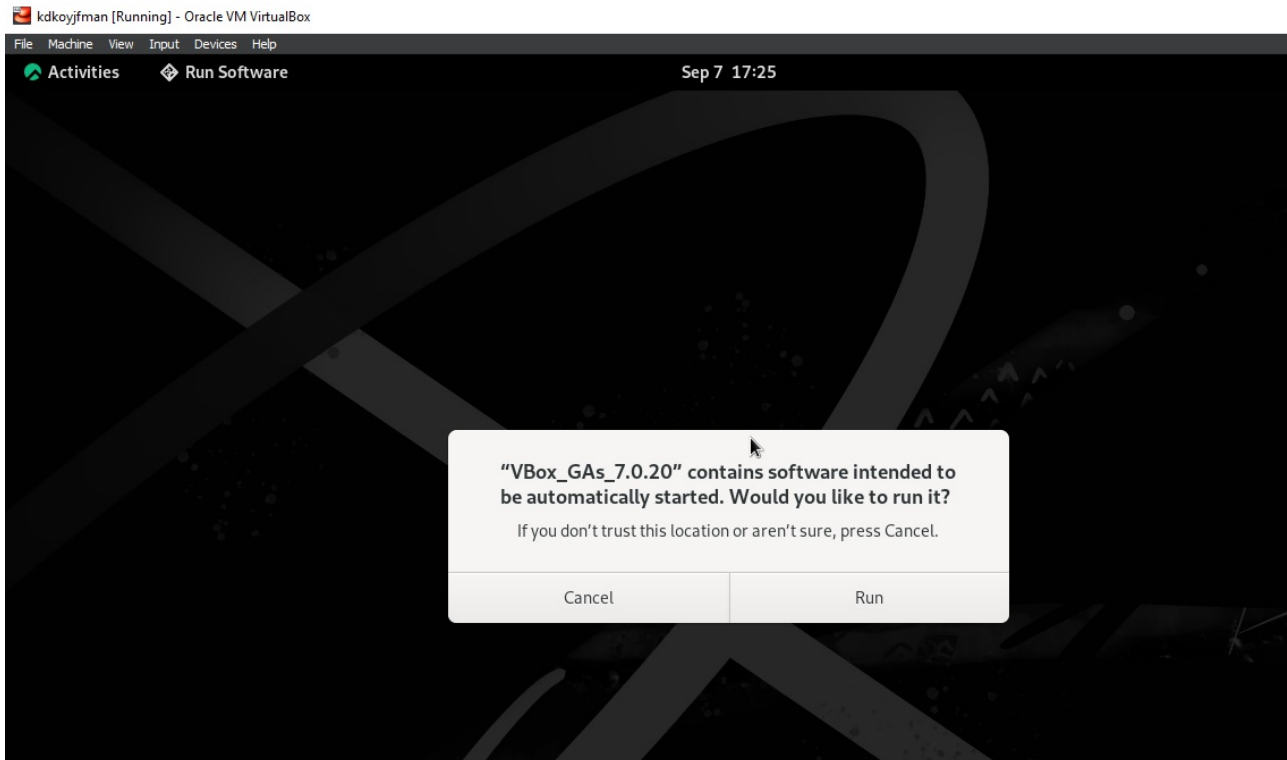 kdkoyjfman [Running] - Oracle VM VirtualBox
File Machine View Input Devices Help
Activities Run Software Sep 7 17:25
“VBox_GAs_7.0.20” contains software intended to
be automatically started. Would you like to run it?
If you don’t trust this location or aren’t sure, press Cancel.
Cancel Run